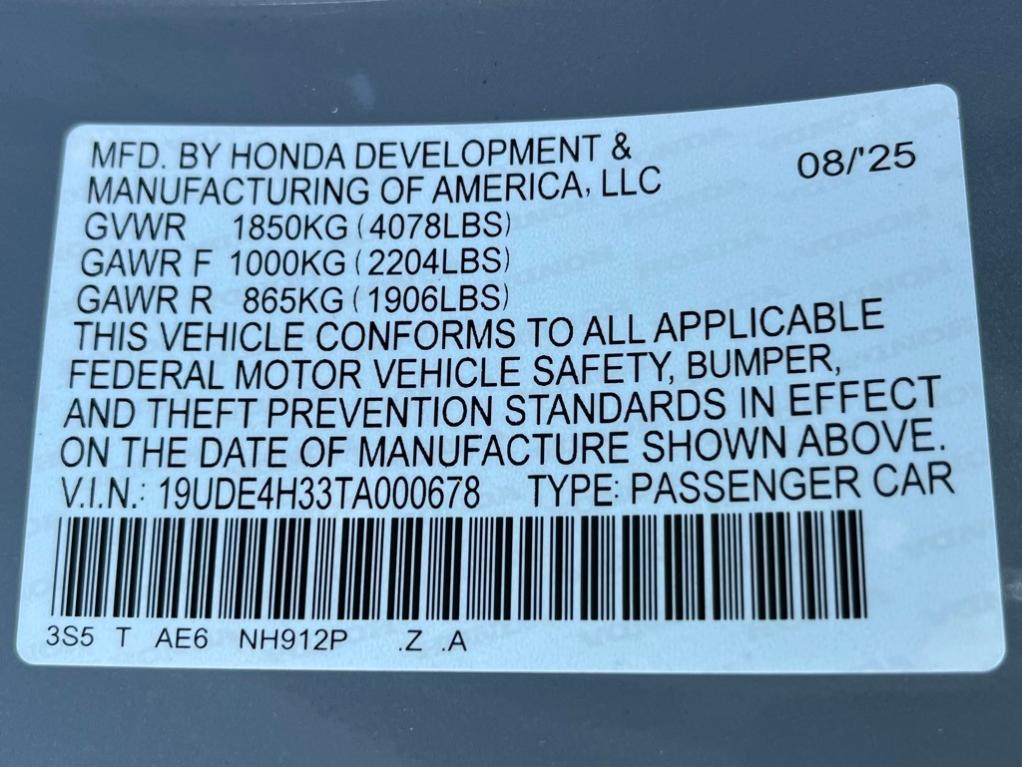 MFD. BY HONDA DEVELOPMENT & 08/'25
MANUFACTURING OF AMERICA, LLC
GVWR 1850KG (4078LBS)
GAWR F 1000KG (2204LBS)
GAWR R 865KG (1906LBS)
THIS VEHICLE CONFORMS TO ALL APPLICABLE
FEDERAL MOTOR VEHICLE SAFETY, BUMPER,
AND THEFT PREVENTION STANDARDS IN EFFECT
ON THE DATE OF MANUFACTURE SHOWN ABOVE.
V.I.N.: 19UDE4H33TA000678 TYPE: PASSENGER CAR
3S5 T AE6 NH912P .Z .A